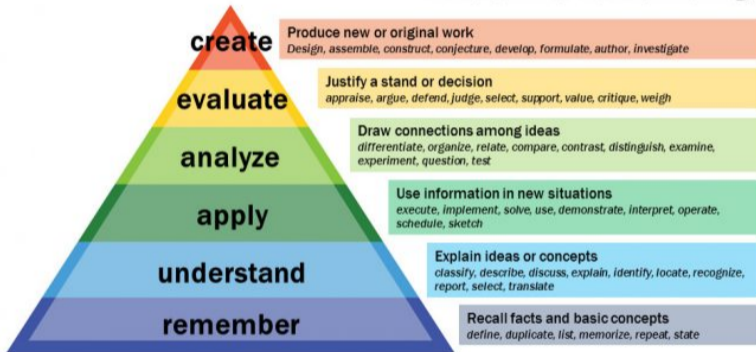 create
Produce new or original work
Design, assemble, construct, conjecture, develop, formulate, author, investigate
evaluate
Justify a stand or decision
appraise, argue, defend, judge, select, support, value, critique, weigh
analyze
Draw connections among ideas
differentiate, organize, relate, compare, contrast, distinguish, examine,
experiment, question, test
apply
Use information in new situations
execute, implement, solve, use, demonstrate, interpret, operate,
schedule, sketch
understand
Explain ideas or concepts
classify, describe, discuss, explain, identify, locate, recognize,
report, select, translate
remember
Recall facts and basic concepts
define, duplicate, list, memorize, repeat, state